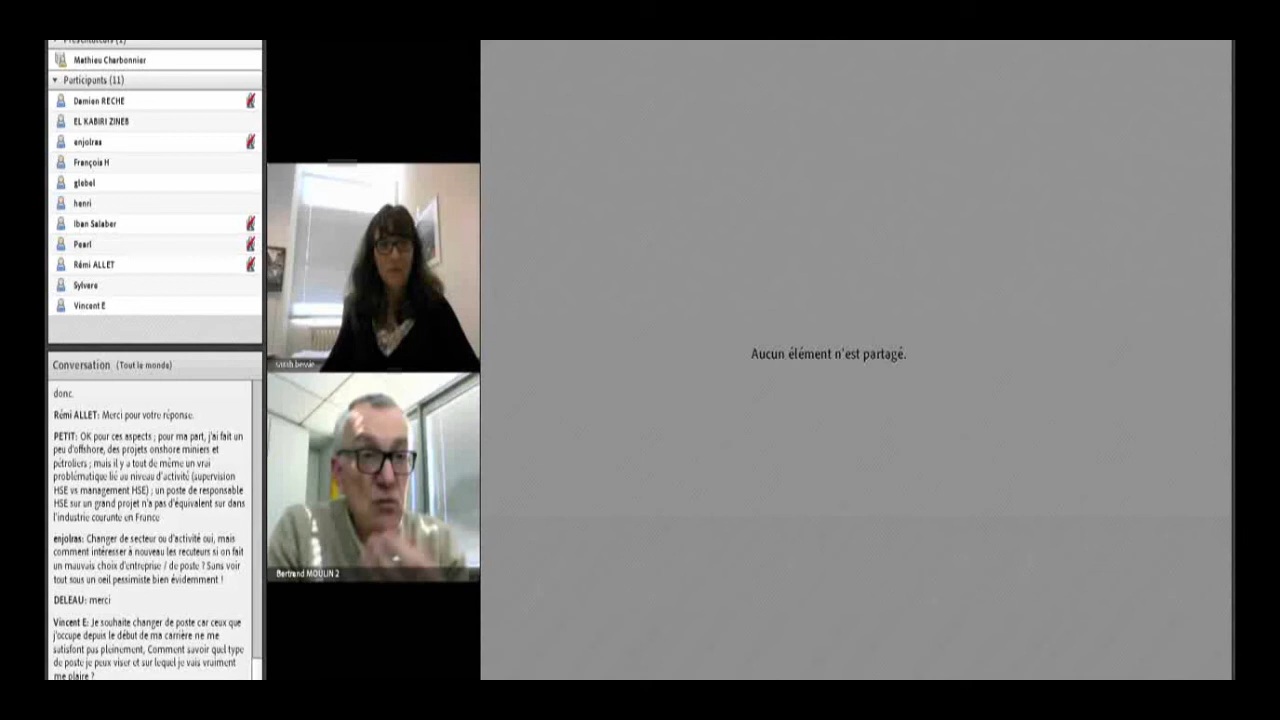 Présentateurs (1)
Mathieu Charbonnier
Participants (11)
Damien RECHE
EL KABIRI ZINEB
enjolras
François H
glebel
henri
Iban Salaber
Pearl
Rémi ALLET
Sylvere
Vincent E
Conversation (Tout le monde)
donc.
Rémi ALLET: Merci pour votre réponse.
PETIT: OK pour ces aspects ; pour ma part, j'ai fait un
peu d'offshore, des projets onshore miniers et
pétroliers ; mais il y a tout de même un vrai
problématique lié au niveau d'activité (supervision
HSE vs management HSE) ; un poste de responsable
HSE sur un grand projet n'a pas d'équivalent sur dans
l'industrie courante en France
enjolras: Changer de secteur ou d'activité oui, mais
comment intéresser à nouveau les recuteurs si on fait
un mauvais choix d'entreprise / de poste ? Sans voir
tout sous un oeil pessimiste bien évidemment !
DELEAU: merci
Vincent E: Je souhaite changer de poste car ceux que
j'occupe depuis le début de ma carrière ne me
satisfont pas pleinement, Comment savoir quel type
de poste je peux viser et sur lequel je vais vraiment
me plaire ?
sarah
Bertrand MOULIN 2
Aucun élément n'est partagé.